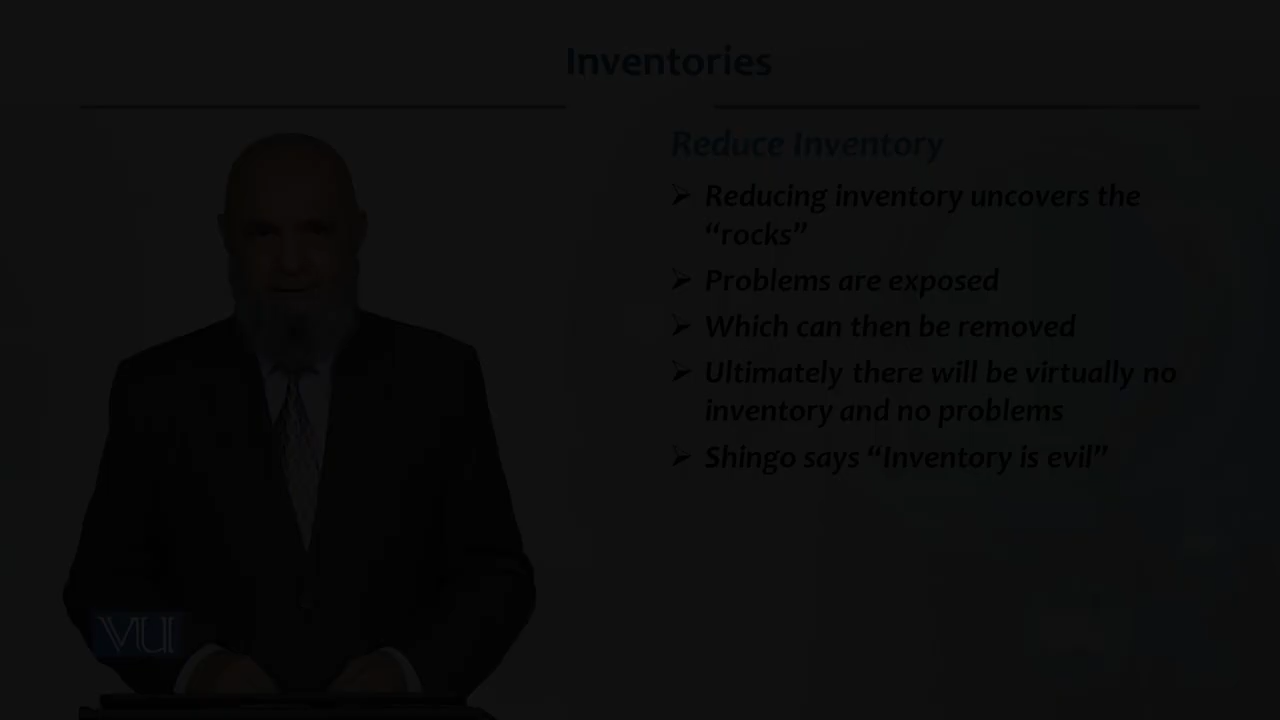 Inventories
Reduce Inventory
➢ Reducing inventory uncovers the
“rocks”
➢ Problems are exposed
➢ Which can then be removed
➢ Ultimately there will be virtually no
inventory and no problems
➢ Shingo says “Inventory is evil”
VU